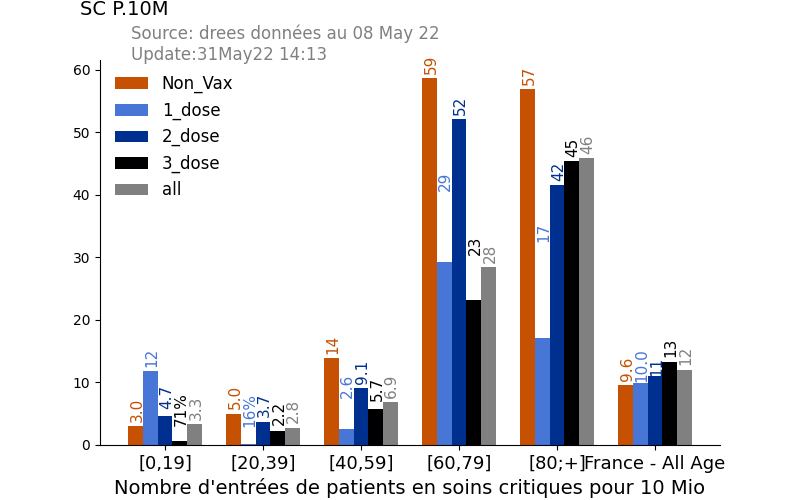 SC P.10M
Source: drees données au 08 May 22
Update:31May22 14:13
60
50
40
30
20
10
0
Non_Vax
1_dose
2_dose
3_dose
all
3.0 12 4.7 71% 3.3
5.0 16% 3.7 2.2 2.8
14 2.6 9.1 5.7 6.9
59 29 52 23 28
57 17 42 45 46
9.6 10.0 11 13 12
[0,19] [20,39] [40,59] [60,79] [80;+] France - All Age
Nombre d'entrées de patients en soins critiques pour 10 Mio